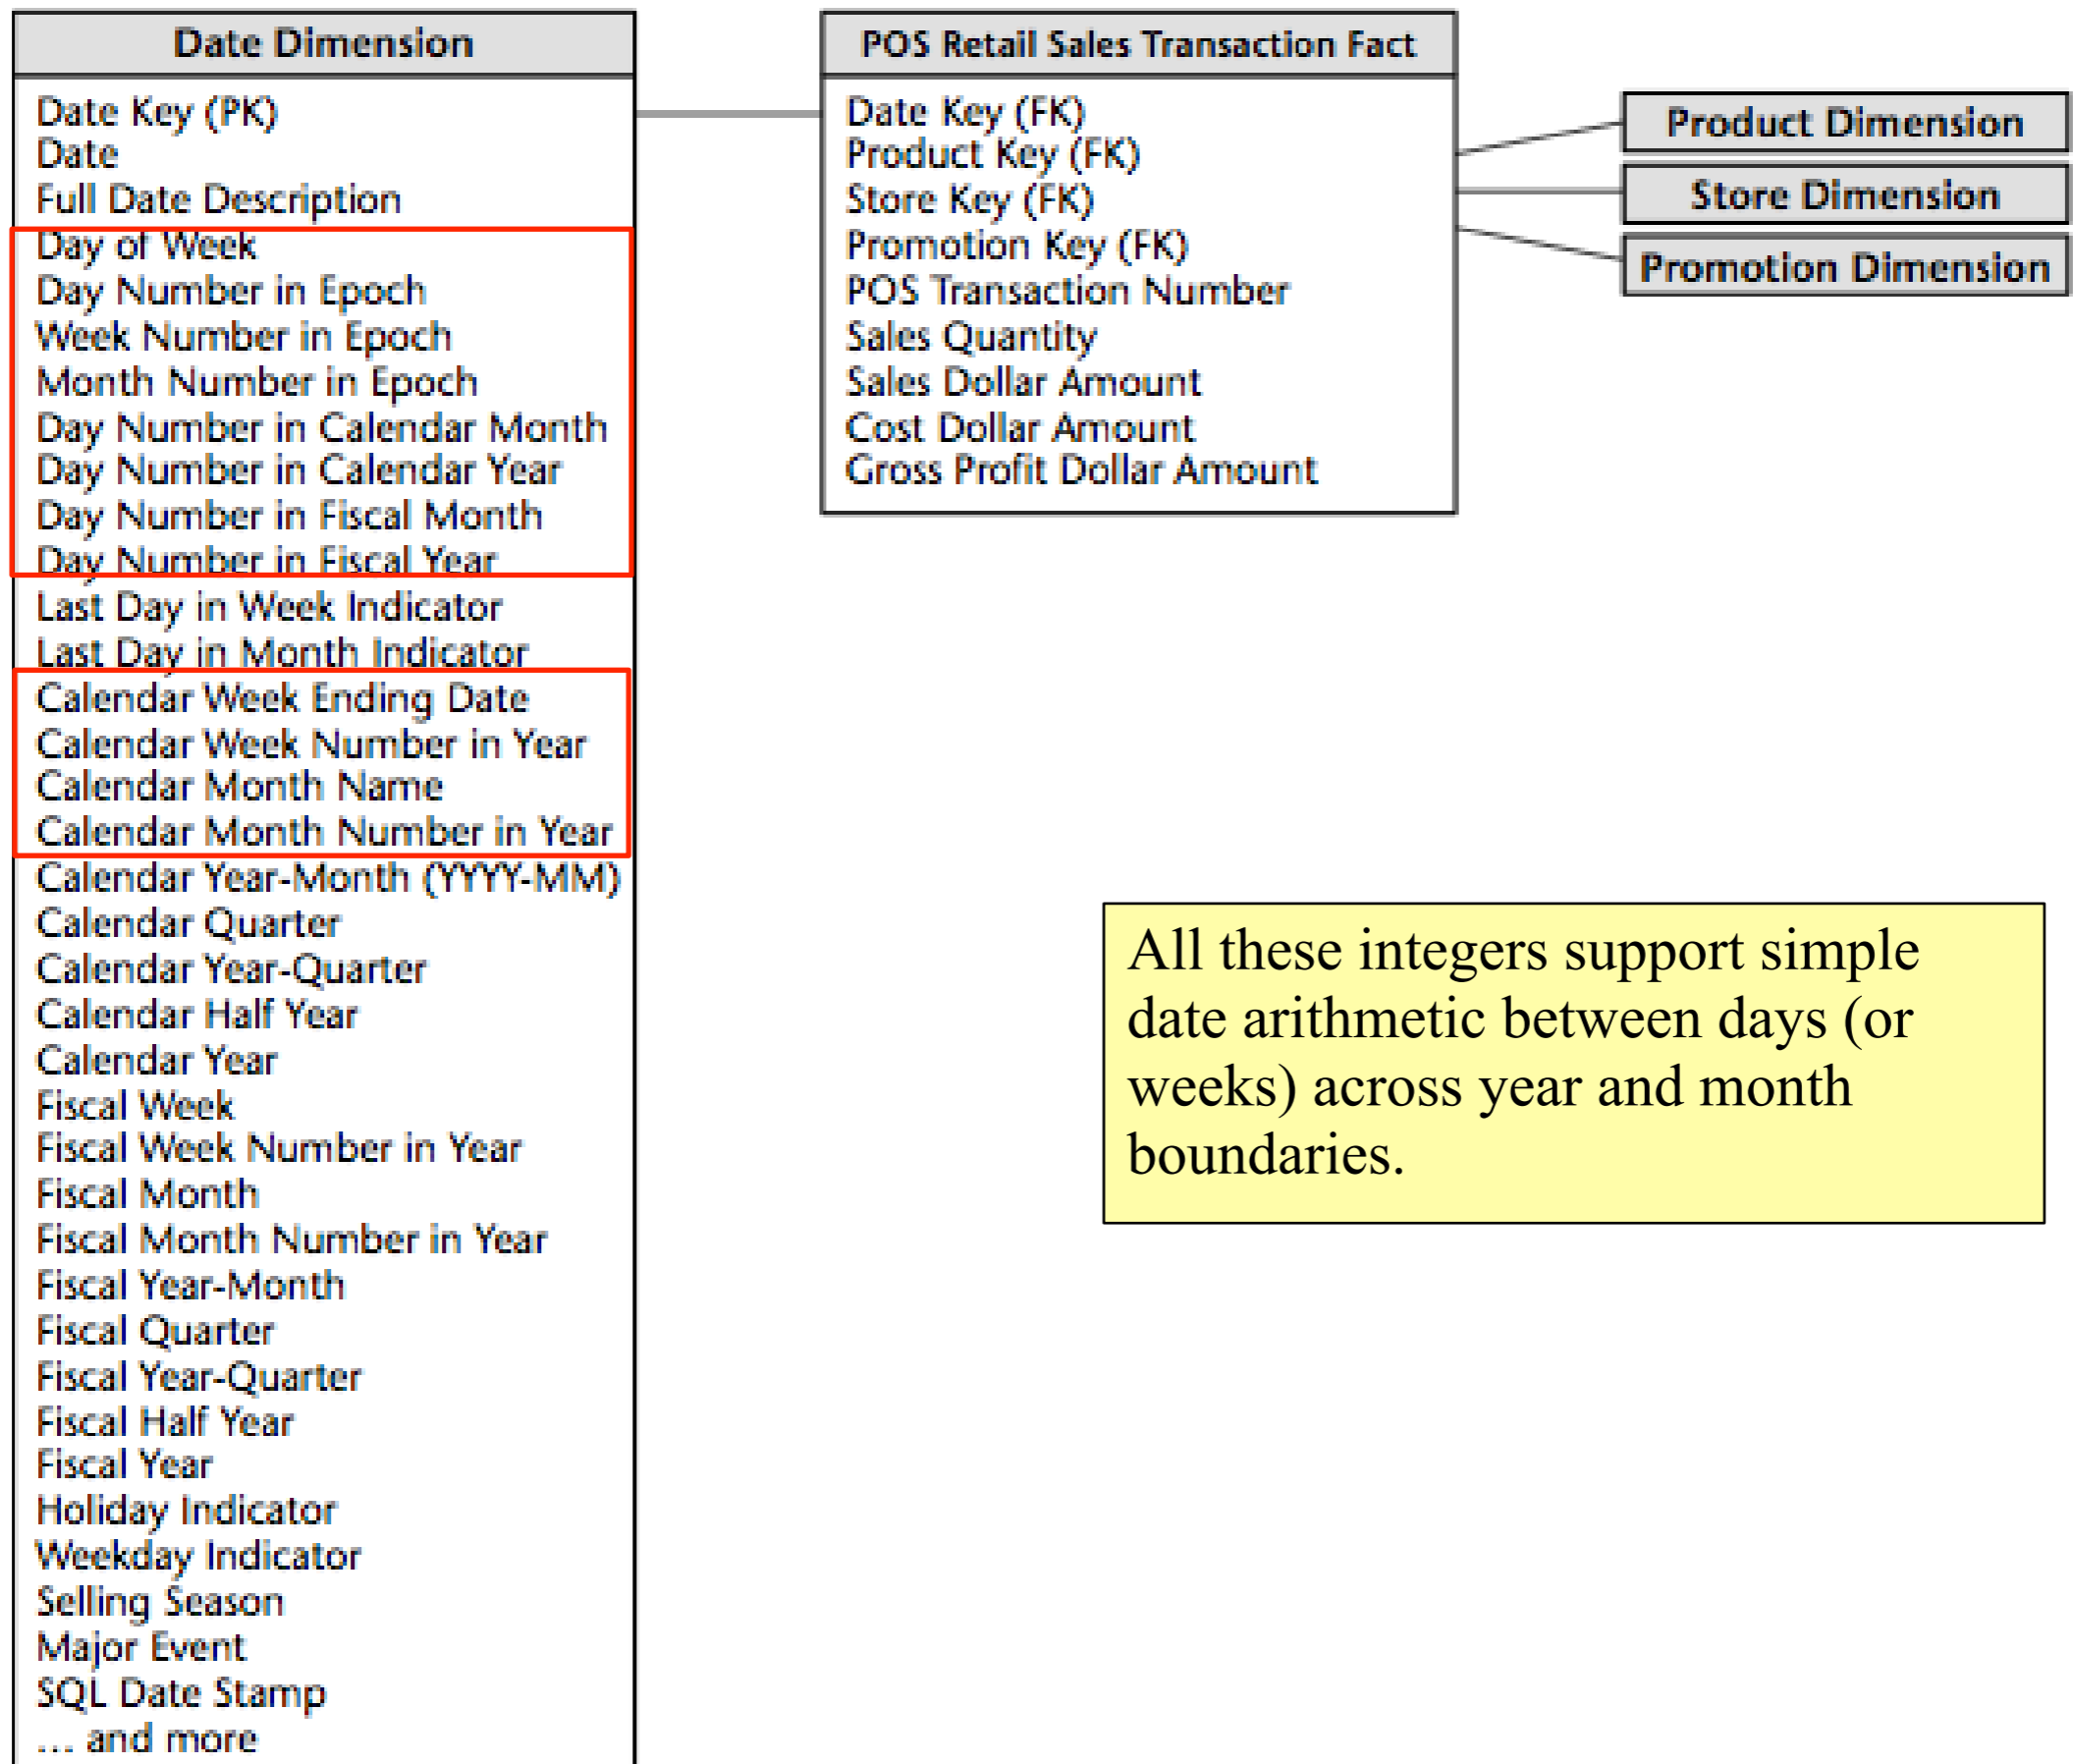 Date Dimension
Date Key (PK)
Date
Full Date Description
Day of Week
Day Number in Epoch
Week Number in Epoch
Month Number in Epoch
Day Number in Calendar Month
Day Number in Calendar Year
Day Number in Fiscal Month
Day Number in Fiscal Year
Last Day in Week Indicator
Last Day in Month Indicator
Calendar Week Ending Date
Calendar Week Number in Year
Calendar Month Name
Calendar Month Number in Year
Calendar Year-Month (YYYY-MM)
Calendar Quarter
Calendar Year-Quarter
Calendar Half Year
Calendar Year
Fiscal Week
Fiscal Week Number in Year
Fiscal Month
Fiscal Month Number in Year
Fiscal Year-Month
Fiscal Quarter
Fiscal Year-Quarter
Fiscal Half Year
Fiscal Year
Holiday Indicator
Weekday Indicator
Selling Season
Major Event
SQL Date Stamp
... and more
POS Retail Sales Transaction Fact
Date Key (FK)
Product Key (FK)
Store Key (FK)
Promotion Key (FK)
POS Transaction Number
Sales Quantity
Sales Dollar Amount
Cost Dollar Amount
Gross Profit Dollar Amount
Product Dimension
Store Dimension
Promotion Dimension
All these integers support simple
date arithmetic between days (or
weeks) across year and month
boundaries.